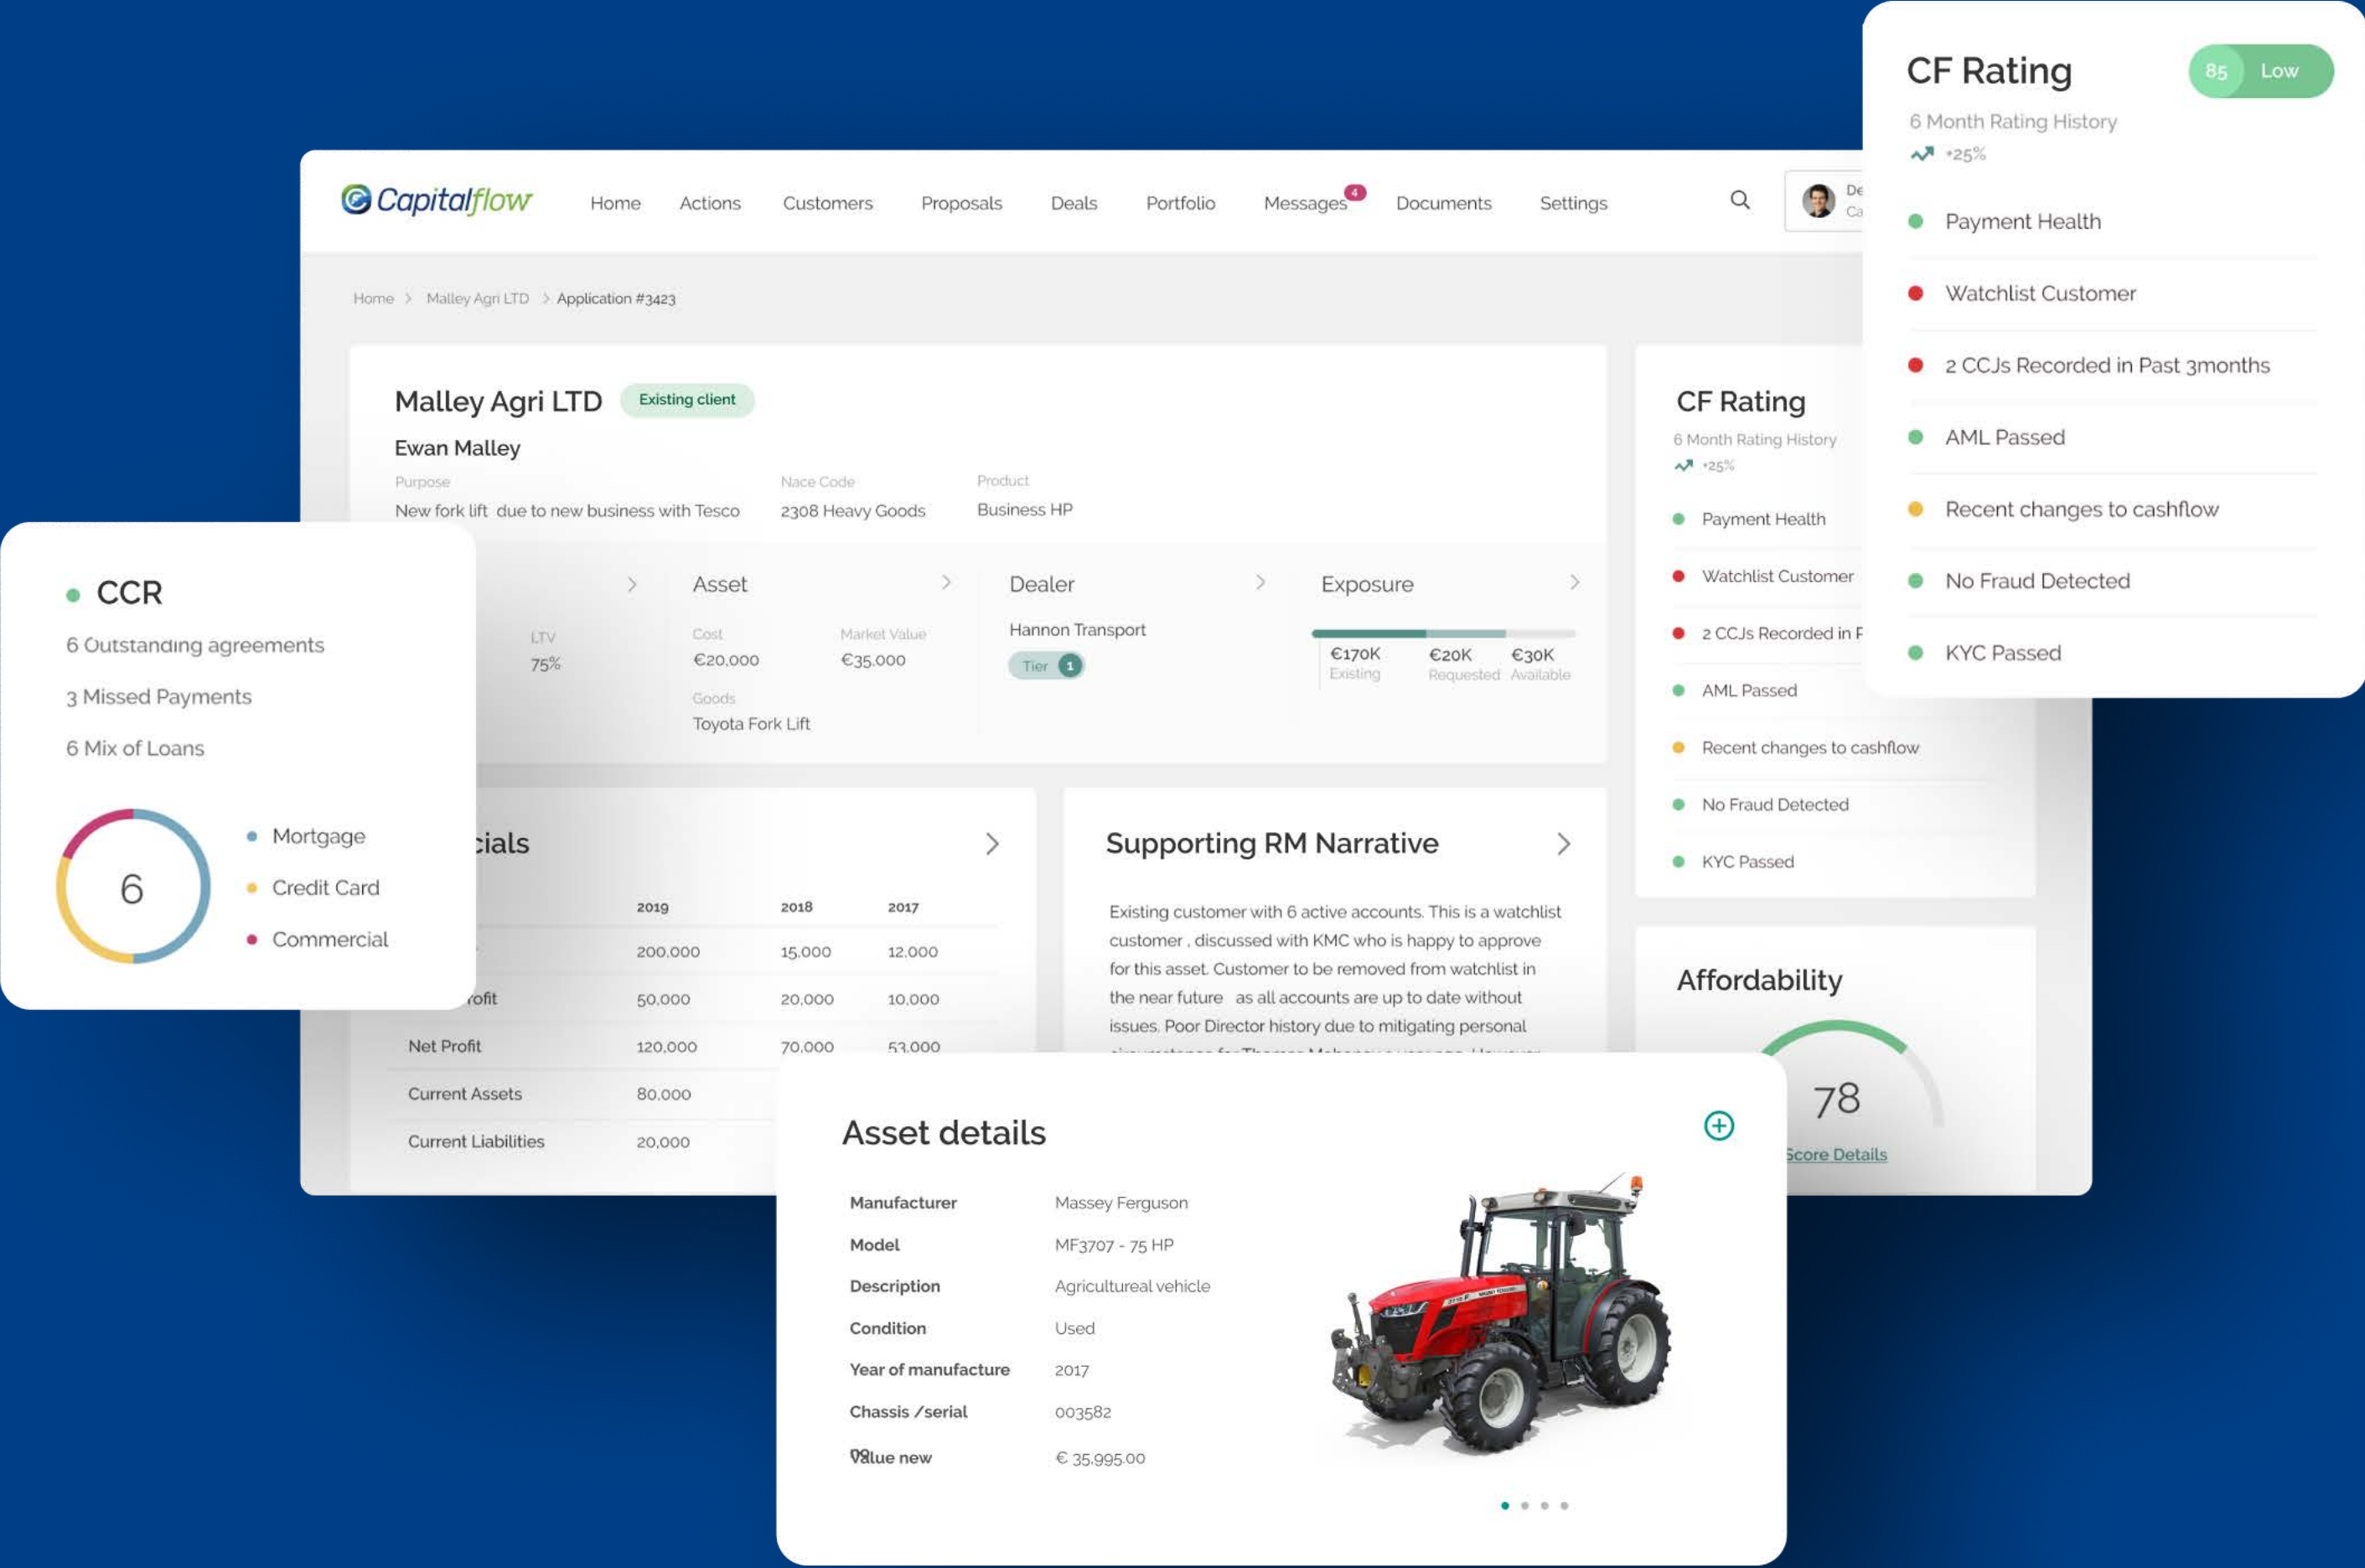 Capitalflow
Home
Actions
Customers
Proposals
Deals
Portfolio
Messages
4
Documents
Settings
De
Ca
Home > Malley Agri LTD > Application #3423
Malley Agri LTD
Existing client
Ewan Malley
Purpose
New fork lift due to new business with Tesco
Nace Code
2308 Heavy Goods
Product
Business HP
LTV
75%
Asset
Cost
€20,000
Market Value
€35,000
Goods
Toyota Fork Lift
Dealer
Hannon Transport
Tier 1
Exposure
€170K
Existing
€20K
Requested
€30K
Available
CF Rating
6 Month Rating History
+25%
Payment Health
Watchlist Customer
2 CCJs Recorded in P
AML Passed
Recent changes to cashflow
No Fraud Detected
KYC Passed
CF Rating
85 Low
6 Month Rating History
+25%
Payment Health
Watchlist Customer
2 CCJs Recorded in Past 3months
AML Passed
Recent changes to cashflow
No Fraud Detected
KYC Passed
CCR
6 Outstanding agreements
3 Missed Payments
6 Mix of Loans
6
Mortgage
Credit Card
Commercial
cials
2019 2018 2017
200,000 15,000 12,000
rofit 50,000 20,000 10,000
Net Profit 120,000 70,000 53,000
Current Assets 80,000
Current Liabilities 20,000
Supporting RM Narrative
Existing customer with 6 active accounts. This is a watchlist
customer , discussed with KMC who is happy to approve
for this asset. Customer to be removed from watchlist in
the near future as all accounts are up to date without
issues. Poor Director history due to mitigating personal
Affordability
78
Score Details
Asset details
Manufacturer Massey Ferguson
Model MF3707 - 75 HP
Description Agricultureal vehicle
Condition Used
Year of manufacture 2017
Chassis /serial 003582
Value new € 35,995.00